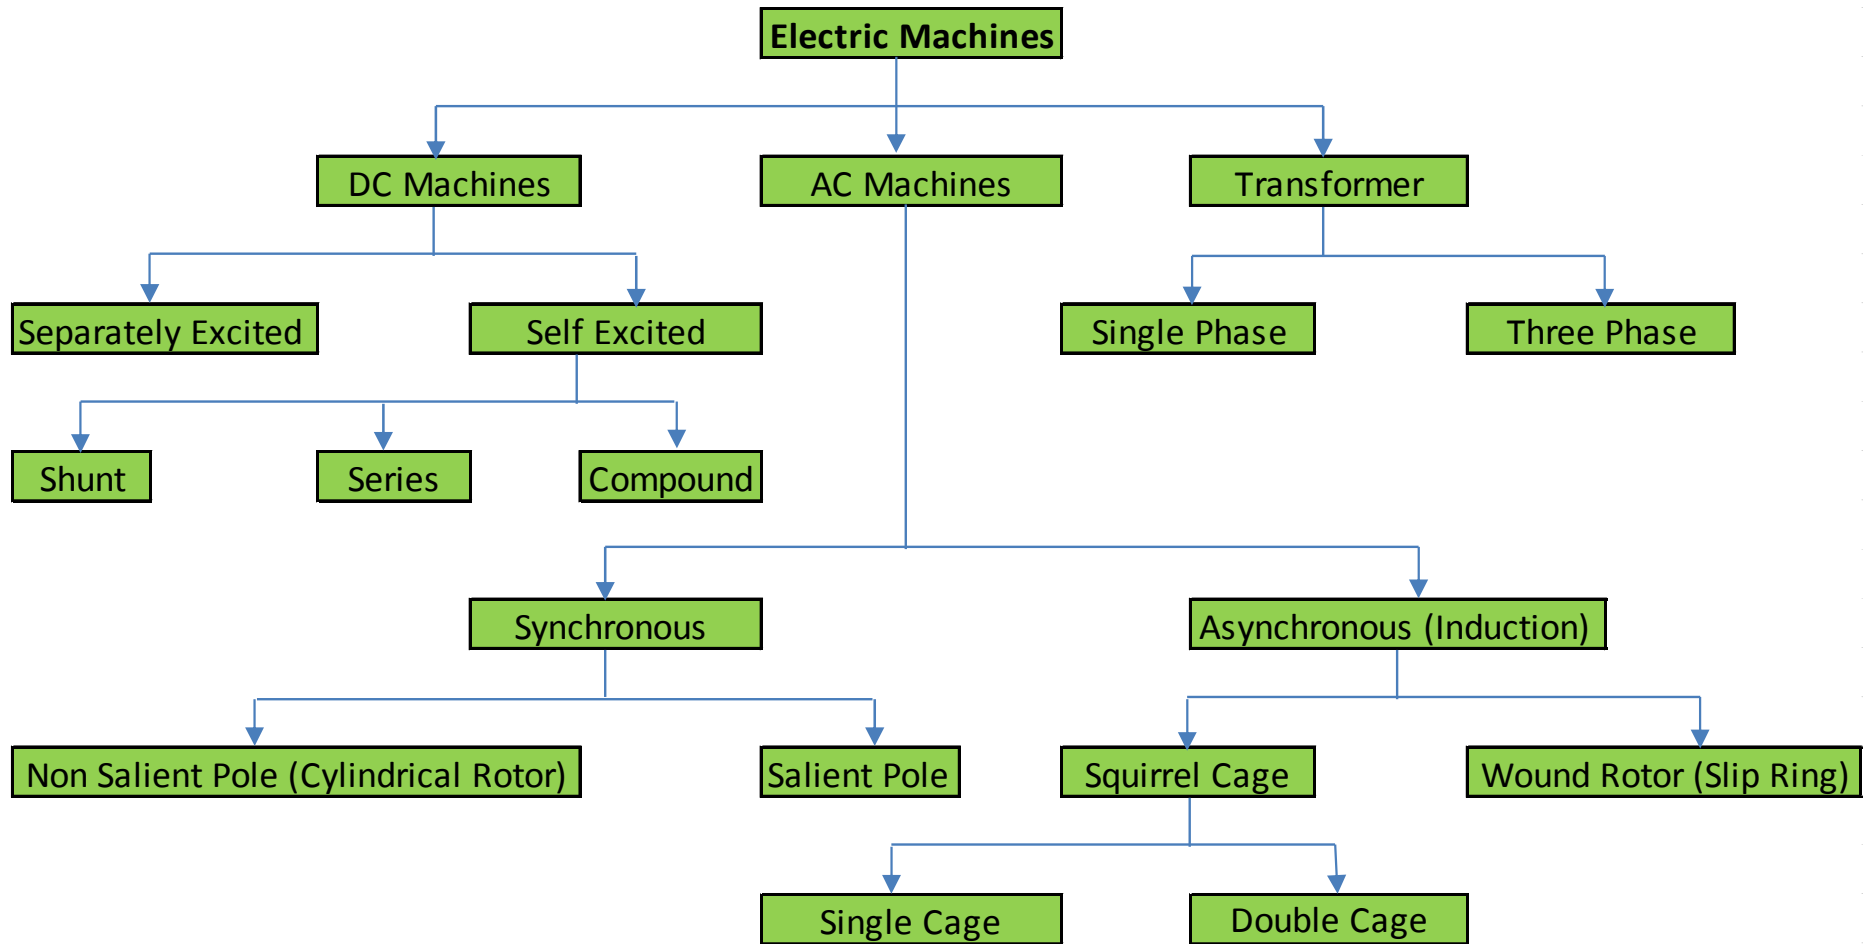 Electric Machines
DC Machines
AC Machines
Transformer
Separately Excited
Self Excited
Single Phase
Three Phase
Shunt
Series
Compound
Synchronous
Asynchronous (Induction)
Non Salient Pole (Cylindrical Rotor)
Salient Pole
Squirrel Cage
Wound Rotor (Slip Ring)
Single Cage
Double Cage